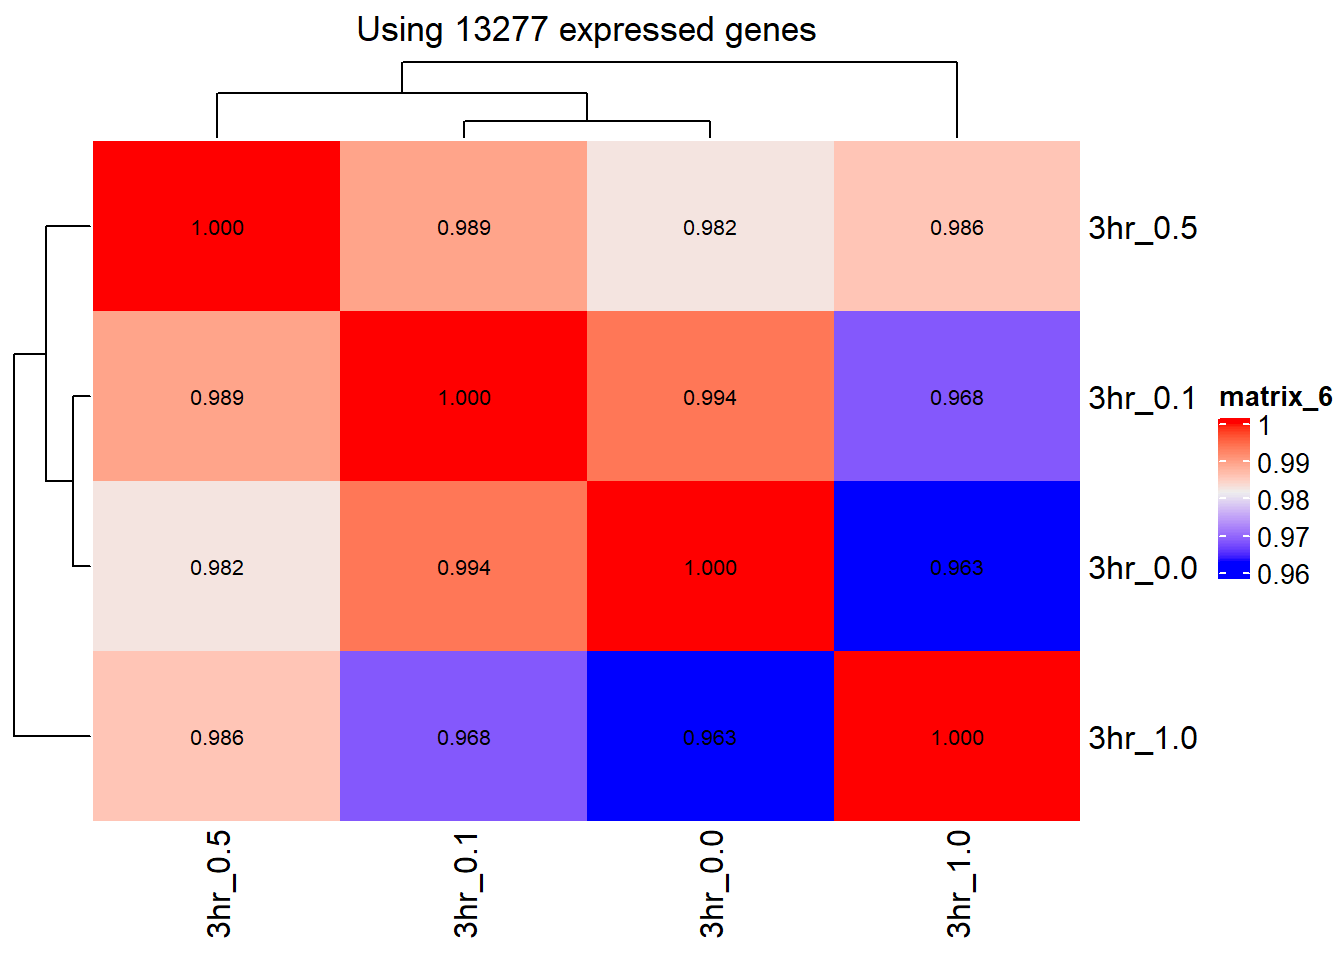 Using 13277 expressed genes
1.000 0.989 0.982 0.986 3hr_0.5
0.989 1.000 0.994 0.968 3hr_0.1
0.982 0.994 1.000 0.963 3hr_0.0
0.986 0.968 0.963 1.000 3hr_1.0
3hr_0.5 3hr_0.1 3hr_0.0 3hr_1.0
matrix_6
1
0.99
0.98
0.97
0.96